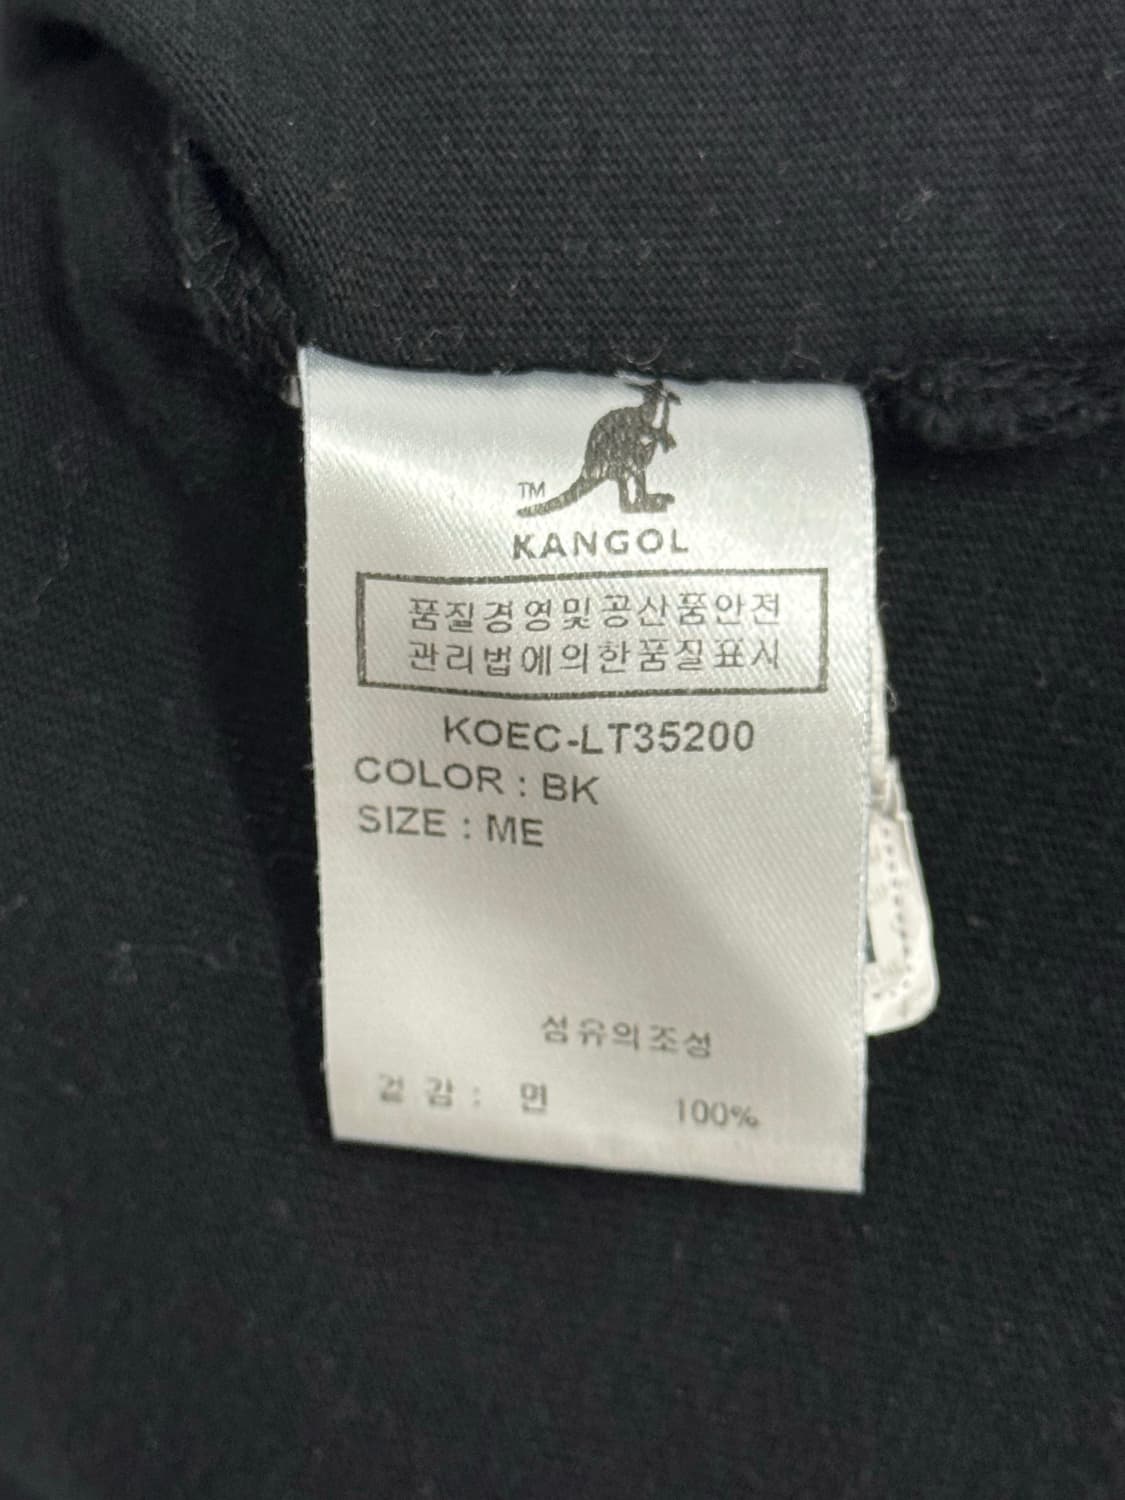 TM
KANGOL
품질경영및공산품안전
관리법에의한품질표시
KOEC-LT35200
COLOR : BK
SIZE : ME
섬유의조성
겉 감 : 면 100%